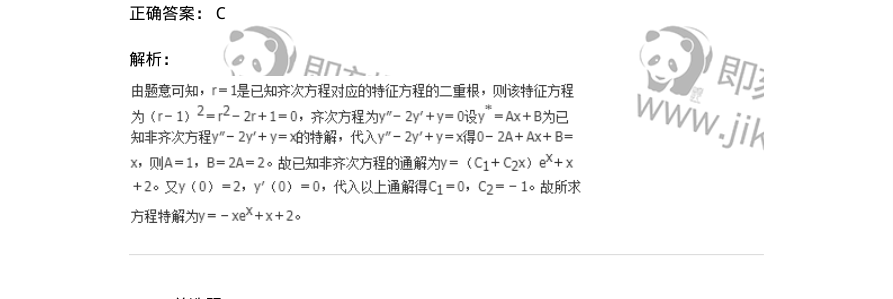 正确答案: C
即刻
解析:
由题意可知，r＝1是已知齐次方程对应的特征方程的二重根，则该特征方程
为（r－1）²＝r²－2r＋1＝0，齐次方程为y″－2y′＋y＝0设y*＝Ax＋B为已
知非齐次方程y″－2y′＋y＝x的特解，代入y″－2y′＋y＝x得0－2A＋Ax＋B＝
www.jik
x，则A＝1，B＝2A＝2。故已知非齐次方程的通解为y＝（C₁＋C₂x）eˣ＋x
＋2。又y（0）＝2，y′（0）＝0，代入以上通解得C₁＝0，C₂＝－1。故所求
方程特解为y＝－xeˣ＋x＋2。